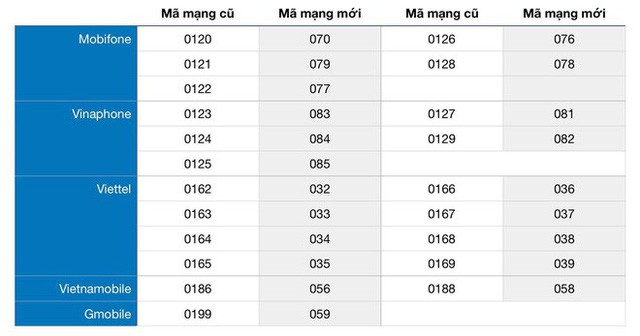 Mã mạng cũ Mã mạng mới Mã mạng cũ Mã mạng mới
Mobifone 0120 070 0126 076
0121 079 0128 078
0122 077
Vinaphone 0123 083 0127 081
0124 084 0129 082
0125 085
Viettel 0162 032 0166 036
0163 033 0167 037
0164 034 0168 038
0165 035 0169 039
Vietnamobile 0186 056 0188 058
Gmobile 0199 059